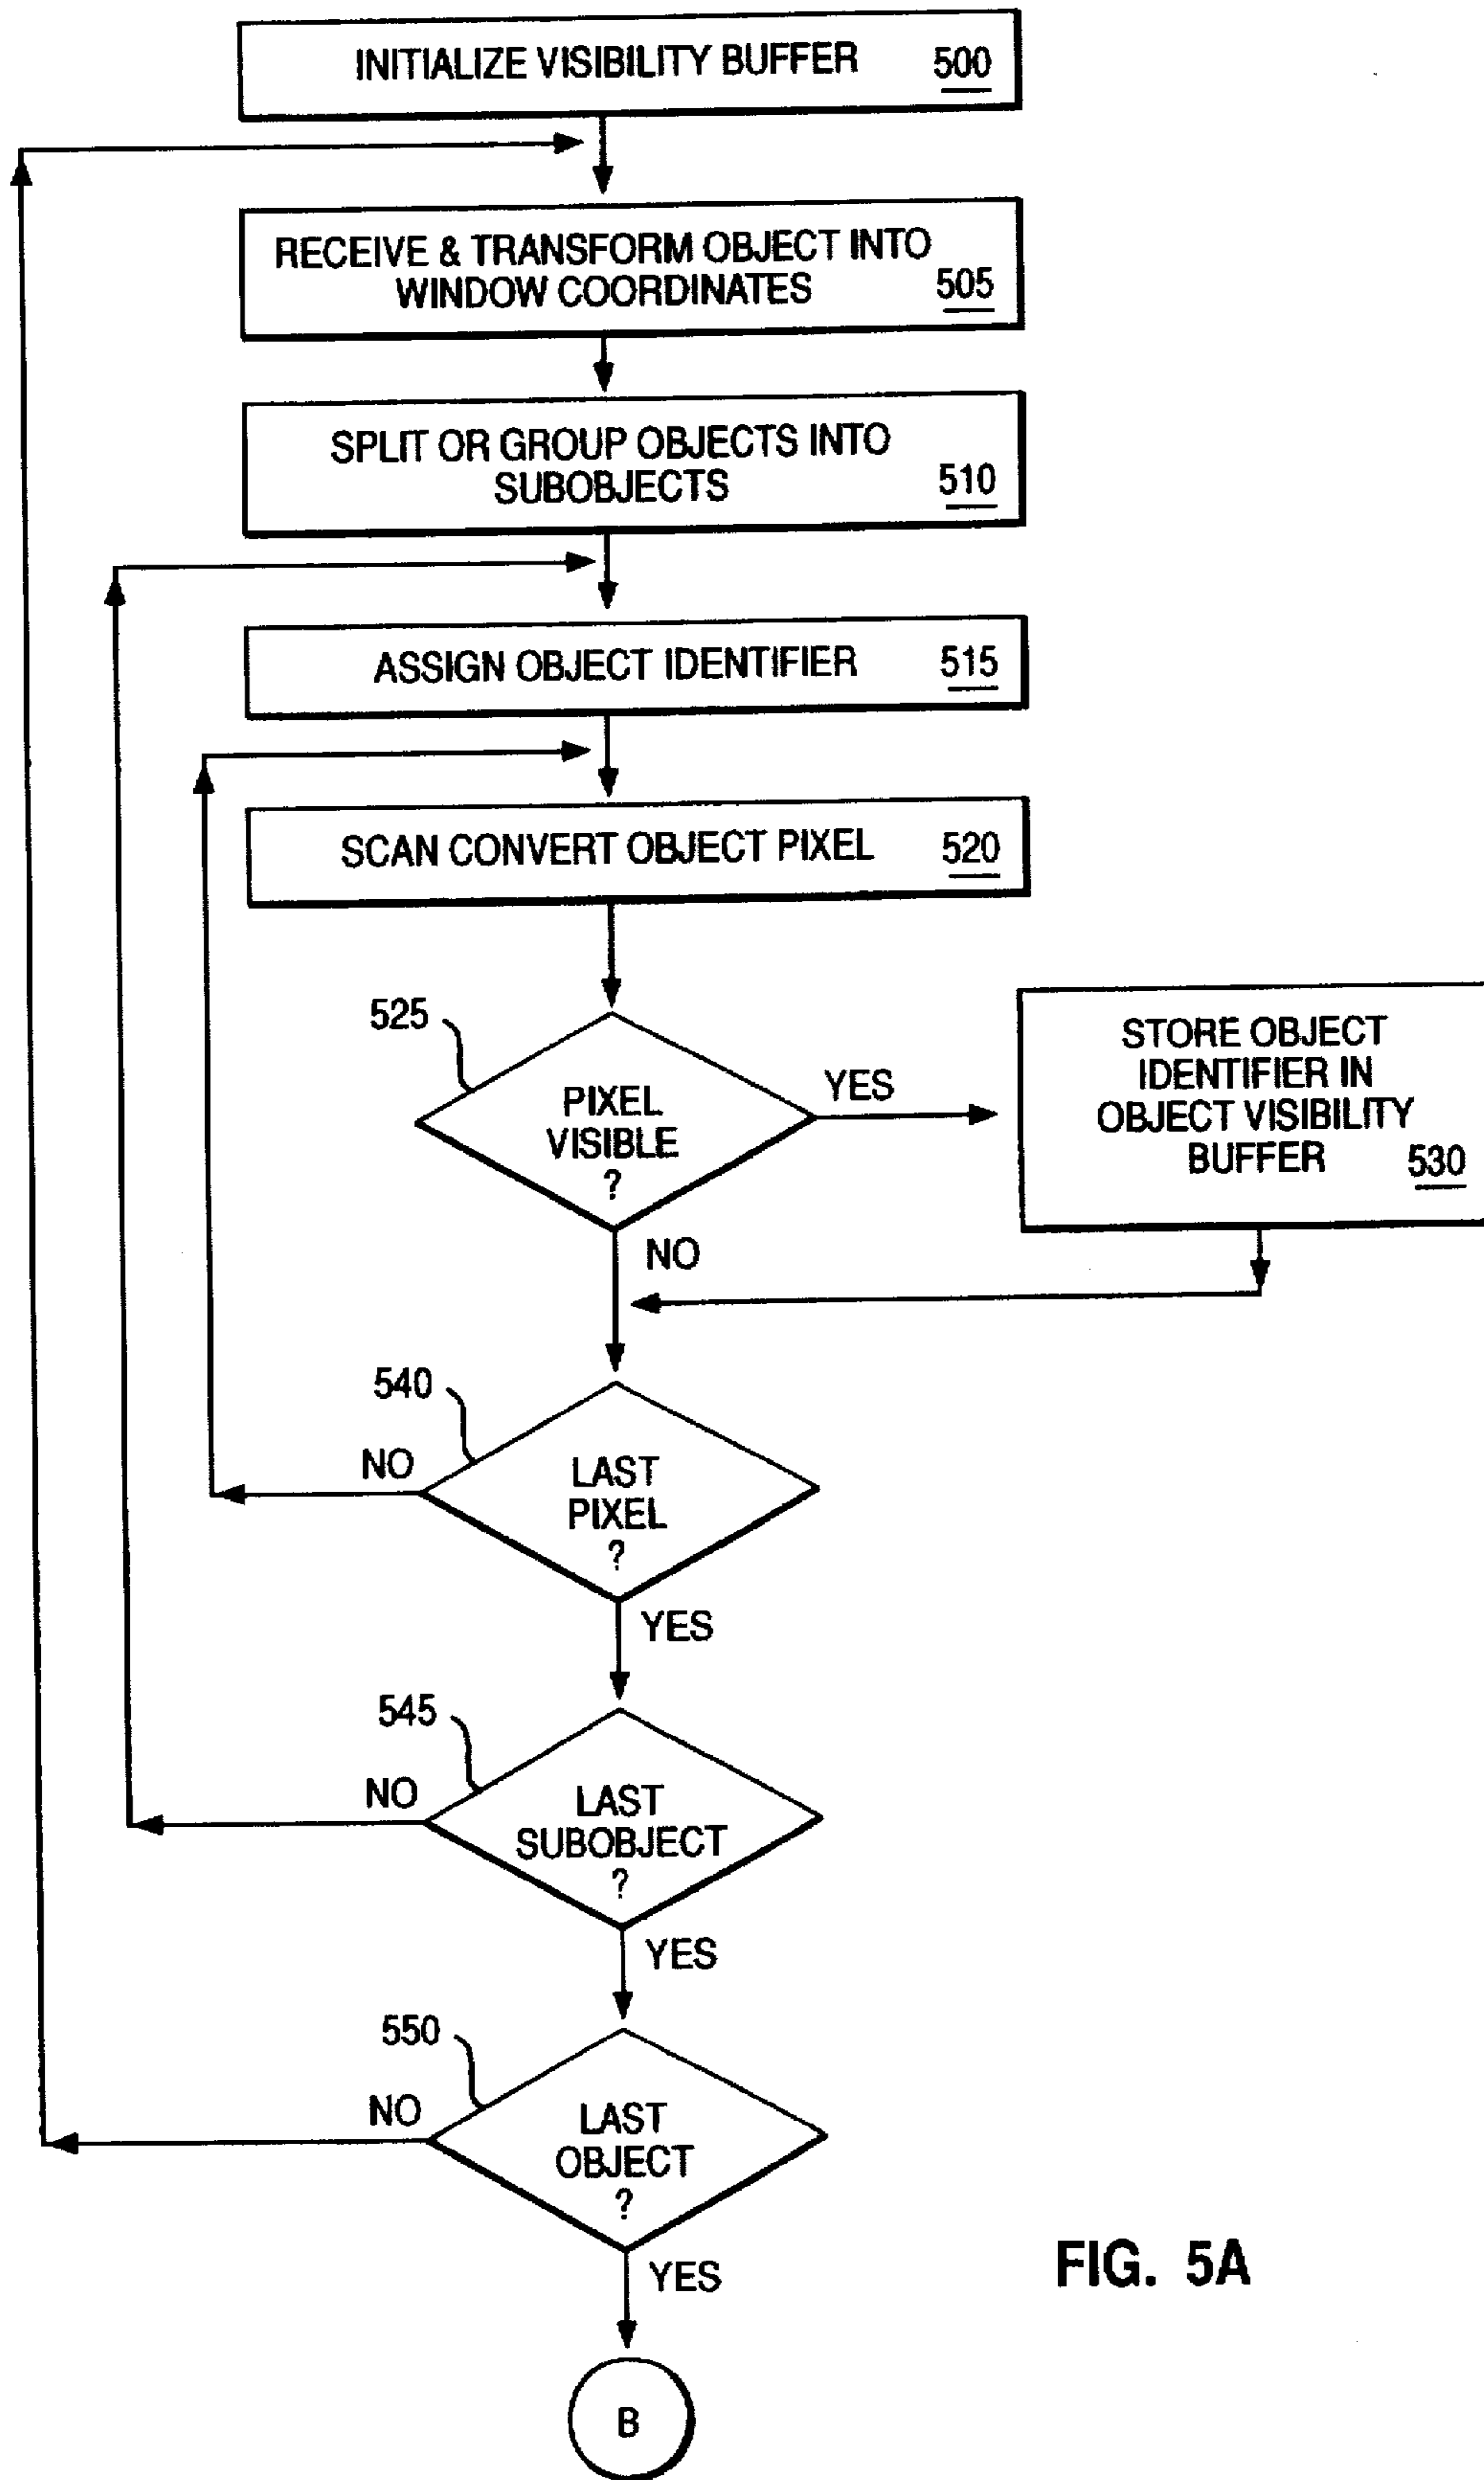 INITIALIZE VISIBILITY BUFFER 500
RECEIVE & TRANSFORM OBJECT INTO
WINDOW COORDINATES 505
SPLIT OR GROUP OBJECTS INTO
SUBOBJECTS 510
ASSIGN OBJECT IDENTIFIER 515
SCAN CONVERT OBJECT PIXEL 520
525
PIXEL
VISIBLE
?
YES
NO
STORE OBJECT
IDENTIFIER IN
OBJECT VISIBILITY
BUFFER 530
540
LAST
PIXEL
?
NO
YES
545
LAST
SUBOBJECT
?
NO
YES
550
LAST
OBJECT
?
NO
YES
B
FIG. 5A